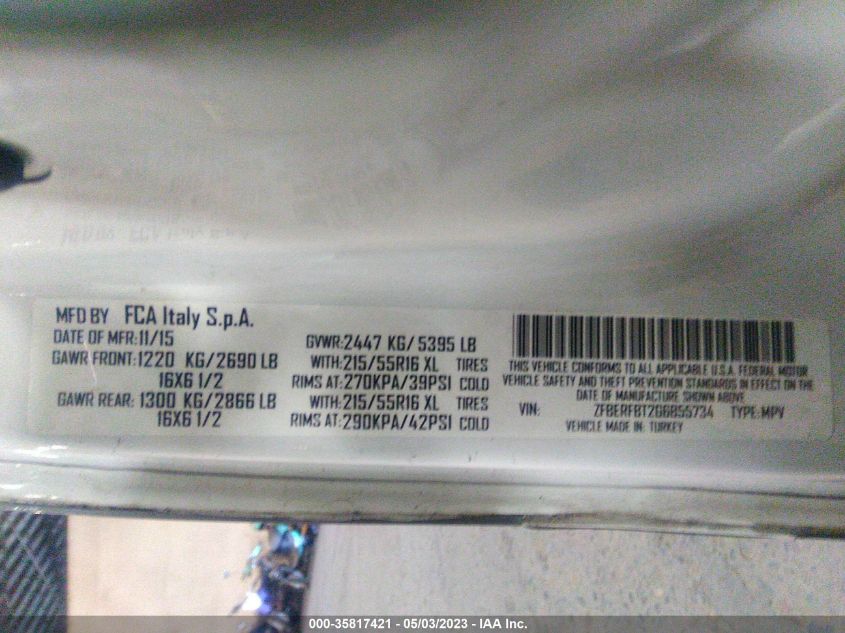 MFD BY FCA Italy S.p.A.
DATE OF MFR:11/15
GAWR FRONT:1220 KG/2690 LB
16X6 1/2
GAWR REAR: 1300 KG/2866 LB
16X6 1/2
GVWR:2447 KG/5395 LB
WITH:215/55R16 XL TIRES
RIMS AT:270KPA/39PSI COLD
WITH:215/55R16 XL TIRES
RIMS AT:290KPA/42PSI COLD
THIS VEHICLE CONFORMS TO ALL APPLICABLE U.S.A. FEDERAL MOTOR
VEHICLE SAFETY AND THEFT PREVENTION STANDARDS IN EFFECT ON THE
DATE OF MANUFACTURE SHOWN ABOVE
VIN: ZFBERFBT2G6B55734 TYPE:MPV
VEHICLE MADE IN: TURKEY
000-35817421 - 05/03/2023 - IAA Inc.